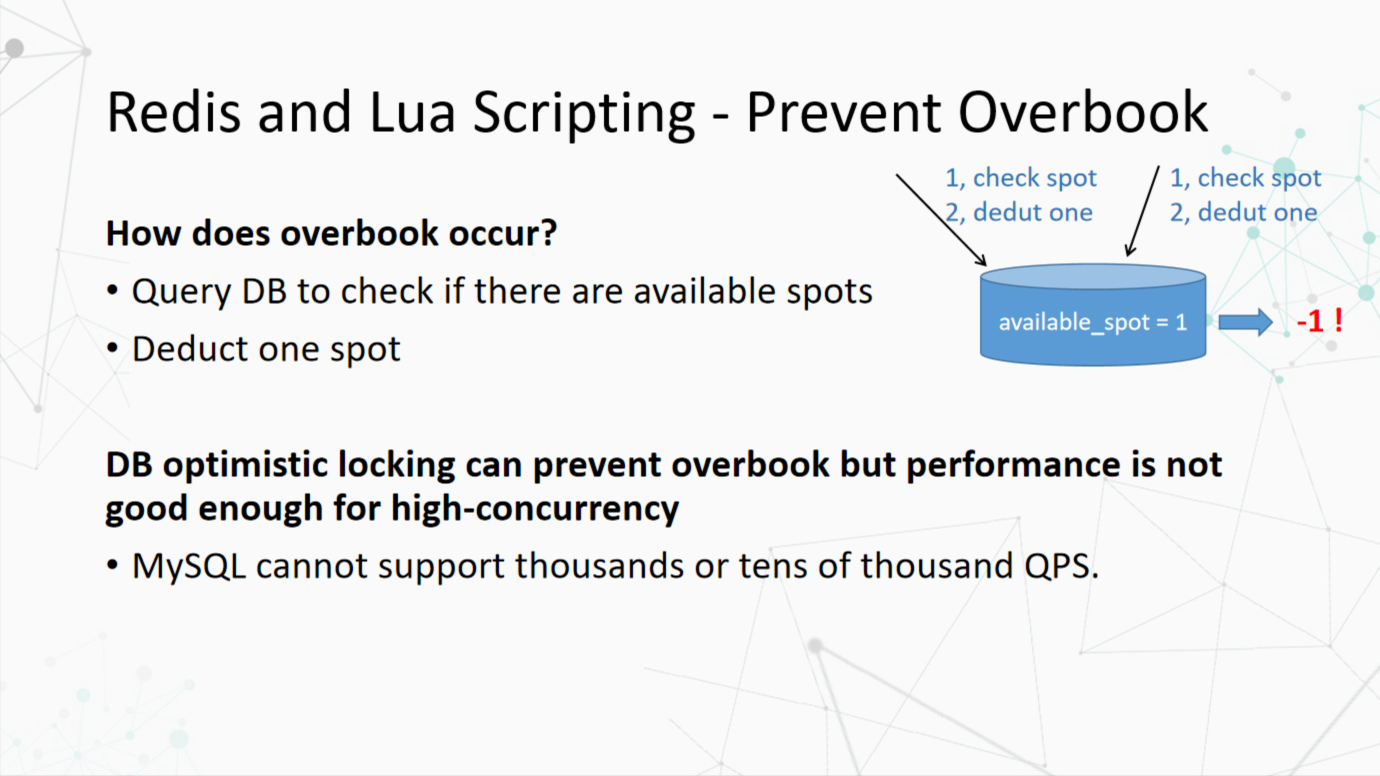 Redis and Lua Scripting - Prevent Overbook
1, check spot
2, dedut one
1, check spot
2, dedut one
How does overbook occur?
• Query DB to check if there are available spots
• Deduct one spot
available_spot = 1
-1 !
DB optimistic locking can prevent overbook but performance is not
good enough for high-concurrency
• MySQL cannot support thousands or tens of thousand QPS.